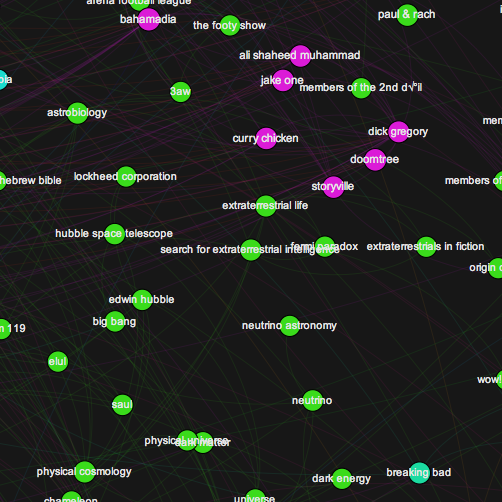 arena football league
bahamadia
the footy show
paul & rach
ali shaheed muhammad
jake one
members of the 2nd d√°il
3aw
astrobiology
curry chicken
dick gregory
doomtree
hebrew bible
lockheed corporation
storyville
members of
extraterrestrial life
hubble space telescope
search for extraterrestrial intelligence
fermi paradox
extraterrestrials in fiction
origin o
edwin hubble
big bang
neutrino astronomy
n 119
elul
wow!
saul
neutrino
physical universe
dark matter
physical cosmology
dark energy
breaking bad
chameleon
universe